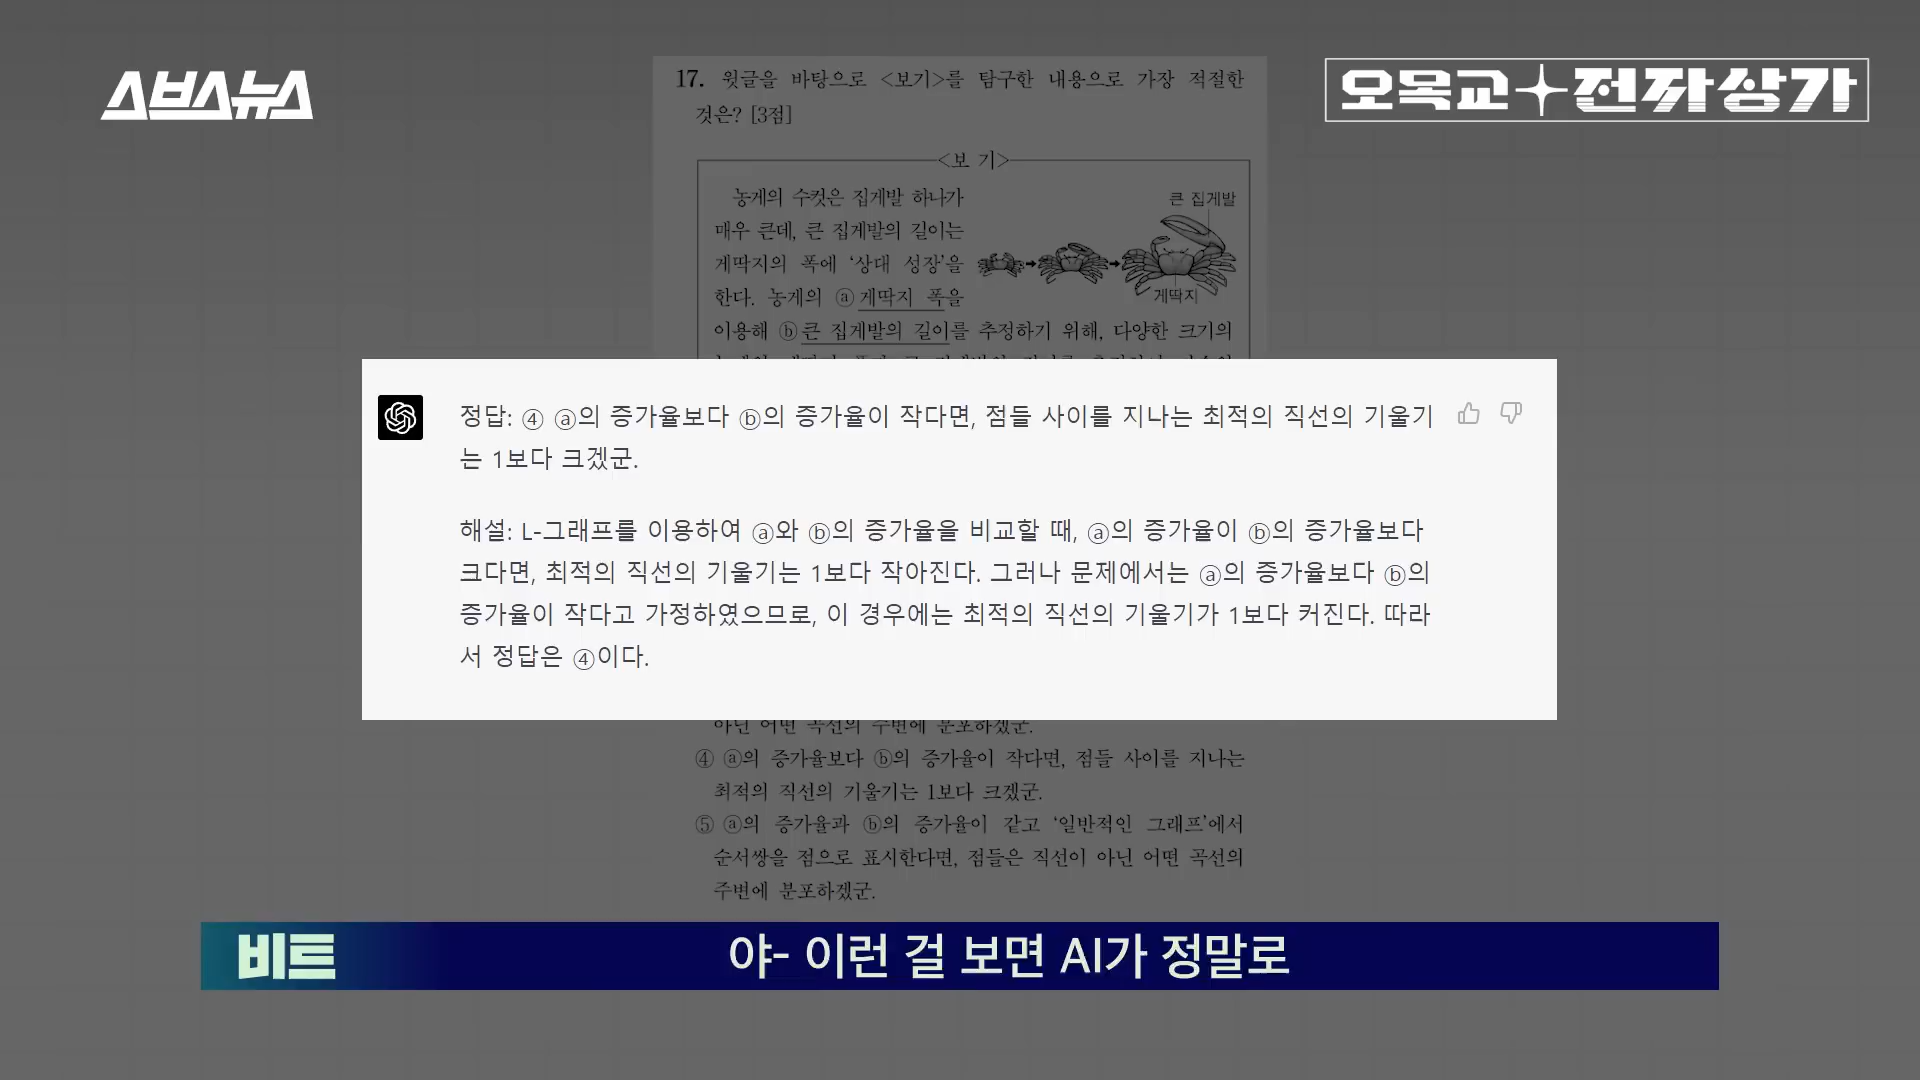 스브스뉴스
오목교 전자상가
17. 윗글을 바탕으로 <보기>를 탐구한 내용으로 가장 적절한
것은? [3점]
<보 기>
농게의 수컷은 집게발 하나가
매우 큰데, 큰 집게발의 길이는
게딱지의 폭에 ‘상대 성장’을
한다. 농게의 ⓐ게딱지 폭을
이용해 ⓑ큰 집게발의 길이를 추정하기 위해, 다양한 크기의
큰 집게발
게딱지
정답: ④ ⓐ의 증가율보다 ⓑ의 증가율이 작다면, 점들 사이를 지나는 최적의 직선의 기울기
는 1보다 크겠군.
해설: L-그래프를 이용하여 ⓐ와 ⓑ의 증가율을 비교할 때, ⓐ의 증가율이 ⓑ의 증가율보다
크다면, 최적의 직선의 기울기는 1보다 작아진다. 그러나 문제에서는 ⓐ의 증가율보다 ⓑ의
증가율이 작다고 가정하였으므로, 이 경우에는 최적의 직선의 기울기가 1보다 커진다. 따라
서 정답은 ④이다.
아닌 어떤 곡선의 주변에 분포하겠군.
④ ⓐ의 증가율보다 ⓑ의 증가율이 작다면, 점들 사이를 지나는
최적의 직선의 기울기는 1보다 크겠군.
⑤ ⓐ의 증가율과 ⓑ의 증가율이 같고 ‘일반적인 그래프’에서
순서쌍을 점으로 표시한다면, 점들은 직선이 아닌 어떤 곡선의
주변에 분포하겠군.
비트
야- 이런 걸 보면 AI가 정말로